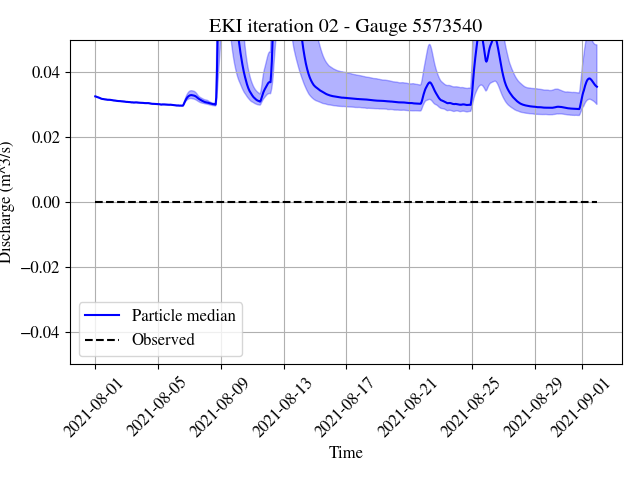 EKI iteration 02 - Gauge 5573540
Discharge (m^3/s)
0.04
0.02
0.00
−0.02
−0.04
Particle median
Observed
2021-08-01
2021-08-05
2021-08-09
2021-08-13
2021-08-17
2021-08-21
2021-08-25
2021-08-29
2021-09-01
Time